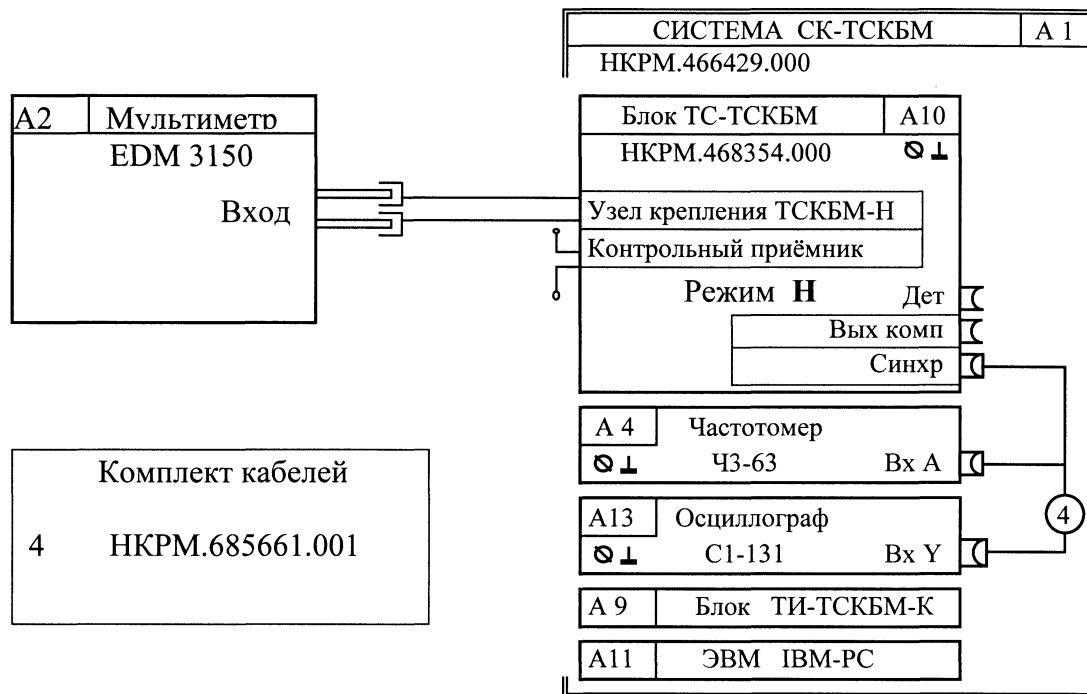 СИСТЕМА СК-ТСКБМ А 1
НКРМ.466429.000
А2 Мультиметр
EDM 3150
Вход
Блок ТС-ТСКБМ А10
НКРМ.468354.000
Узел крепления ТСКБМ-Н
Контрольный приёмник
Режим Н
Дет
Вых комп
Синхр
А 4 Частотомер
Ч3-63 Вх А
А13 Осциллограф
С1-131 Вх Y
4
А 9 Блок ТИ-ТСКБМ-К
А11 ЭВМ IBM-PC
Комплект кабелей
4 НКРМ.685661.001